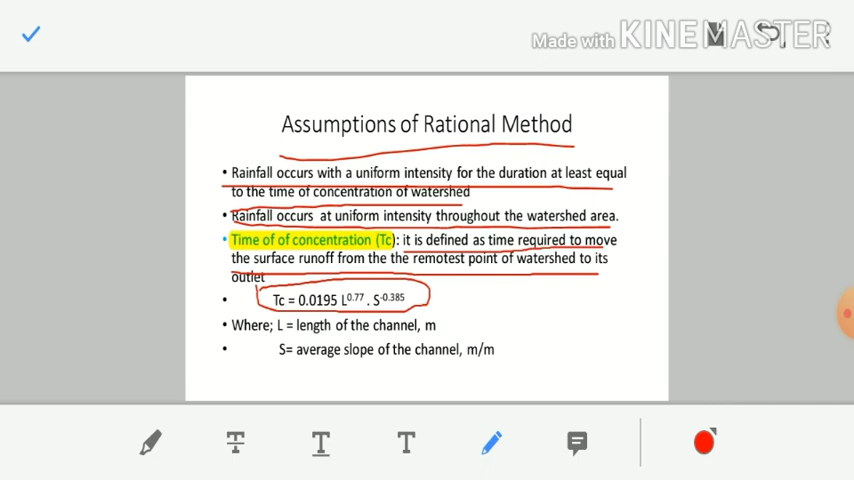 Made with KINEMASTER
Assumptions of Rational Method
• Rainfall occurs with a uniform intensity for the duration at least equal
to the time of concentration of watershed
• Rainfall occurs at uniform intensity throughout the watershed area.
• Time of of concentration (Tc): it is defined as time required to move
the surface runoff from the the remotest point of watershed to its
outlet
• Tc = 0.0195 L^0.77 . S^-0.385
• Where; L = length of the channel, m
• S= average slope of the channel, m/m
T T T